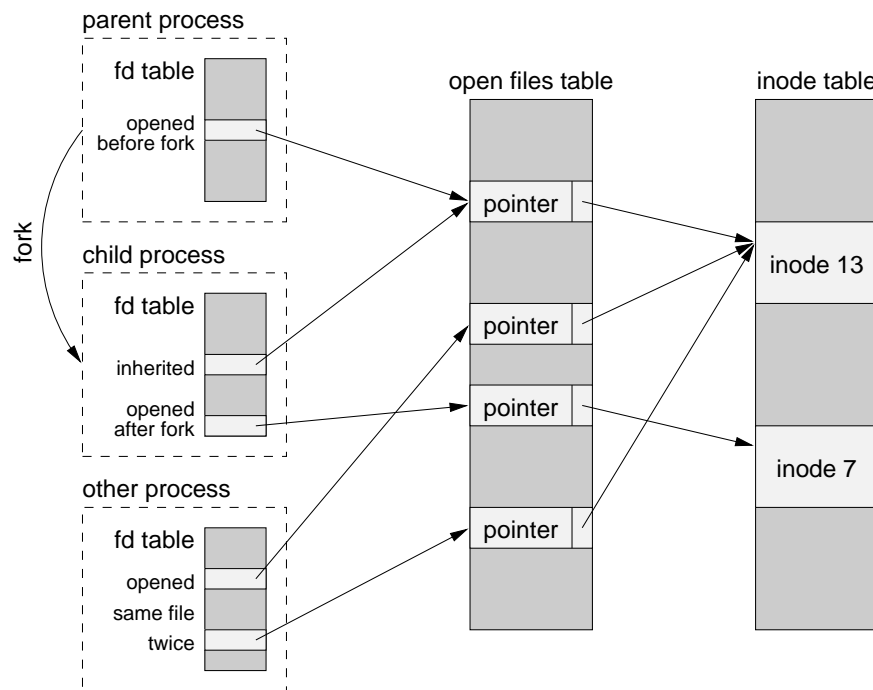 parent process
fd table
opened
before fork
fork
child process
fd table
inherited
opened
after fork
other process
fd table
opened
same file
twice
open files table
pointer
pointer
pointer
pointer
inode table
inode 13
inode 7